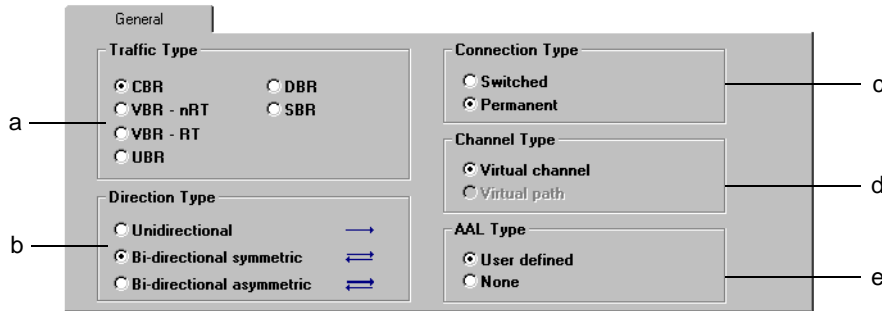 General
Traffic Type
CBR
DBR
VBR - nRT
SBR
VBR - RT
UBR
a
Direction Type
Unidirectional
Bi-directional symmetric
Bi-directional asymmetric
b
Connection Type
Switched
Permanent
c
Channel Type
Virtual channel
Virtual path
d
AAL Type
User defined
None
e